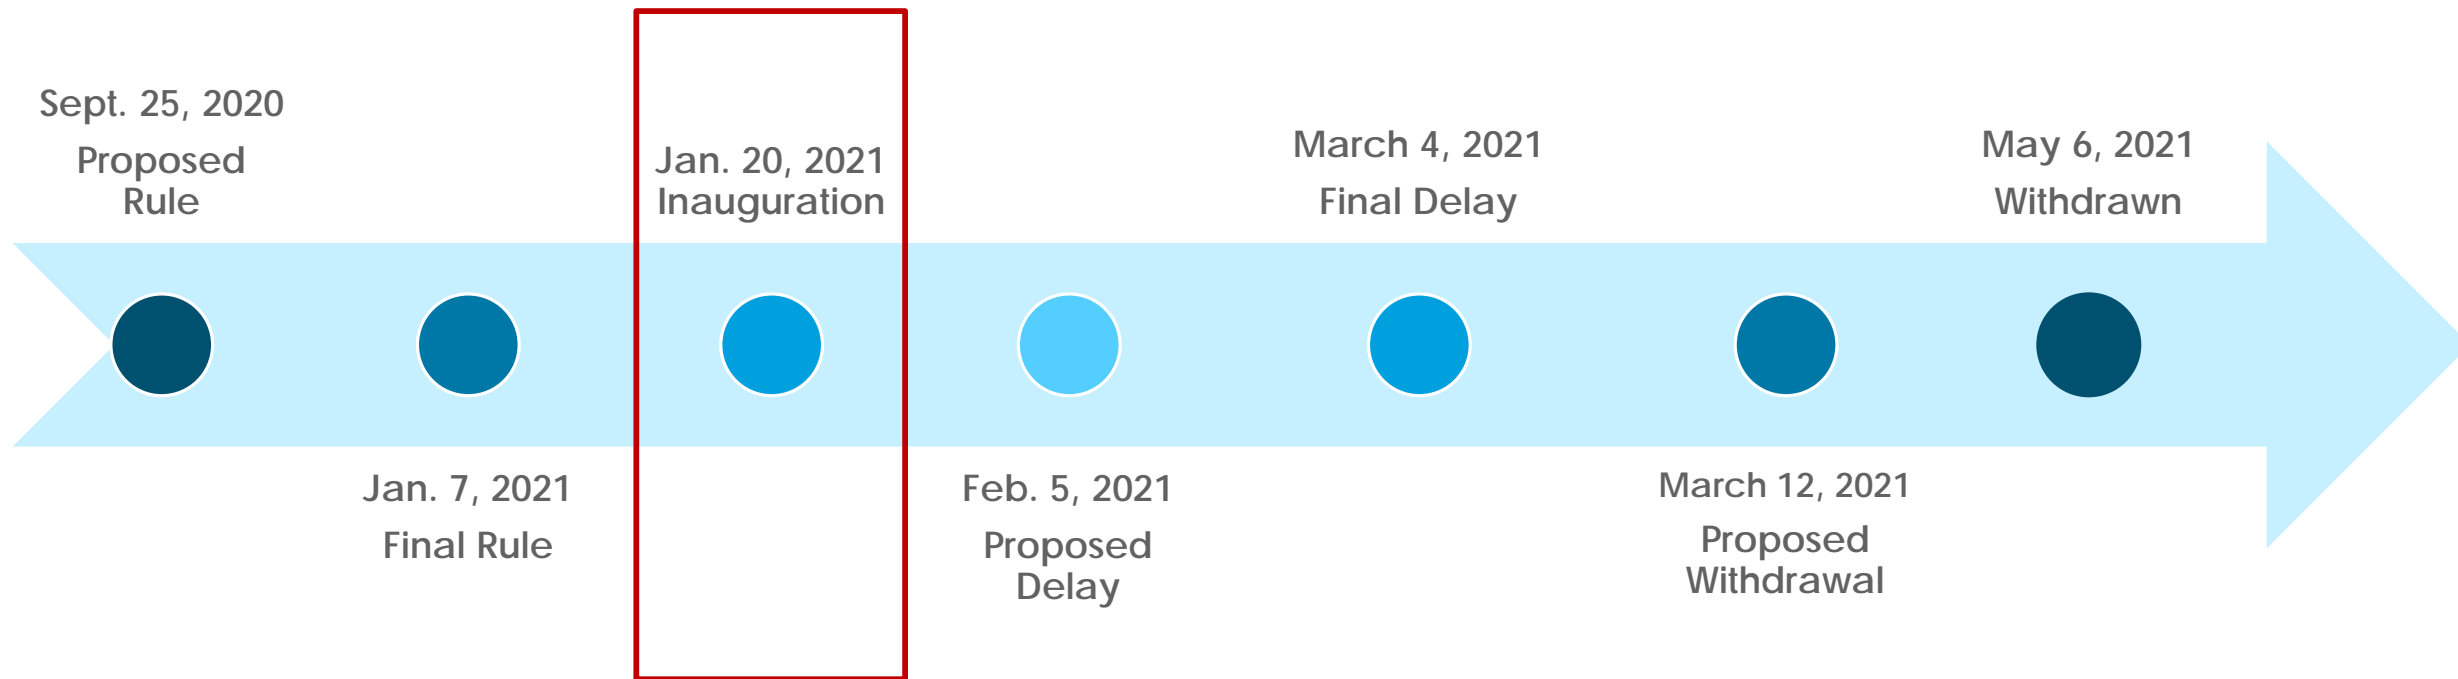 Sept. 25, 2020
Proposed
Rule
Jan. 7, 2021
Final Rule
Jan. 20, 2021
Inauguration
Feb. 5, 2021
Proposed
Delay
March 4, 2021
Final Delay
March 12, 2021
Proposed
Withdrawal
May 6, 2021
Withdrawn